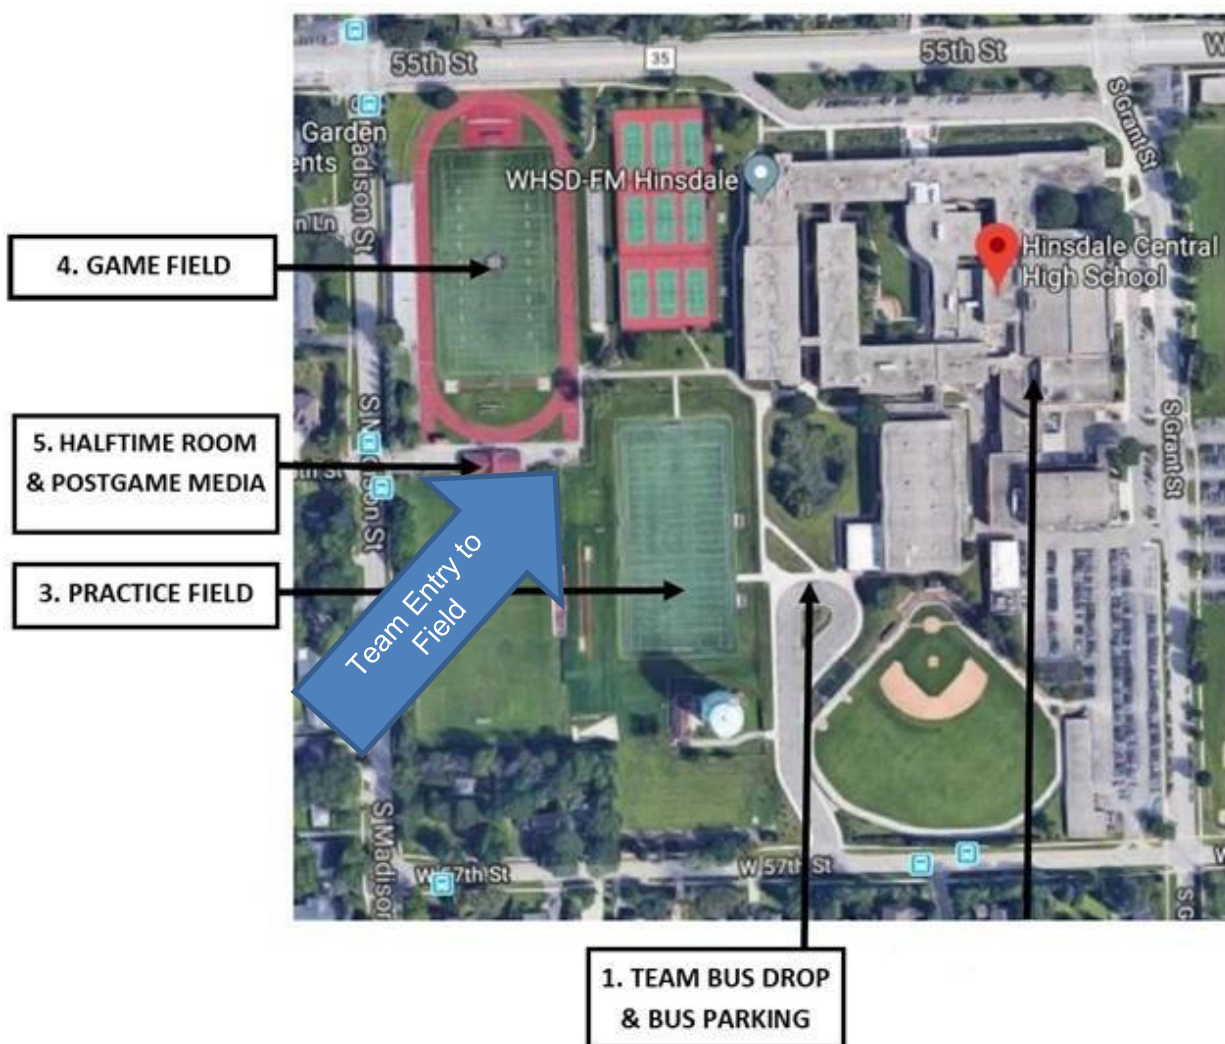 55th St
35
55th St
W
S Grant St
Garden
ents
S Madison St
WHSD-FM Hinsdale
n Ln
Hinsdale Central
High School
4. GAME FIELD
5. HALFTIME ROOM
& POSTGAME MEDIA
th St
S Grant St
Team Entry to
Field
3. PRACTICE FIELD
S Madison
W 57th St
W 57th St
W
S G
1. TEAM BUS DROP
& BUS PARKING